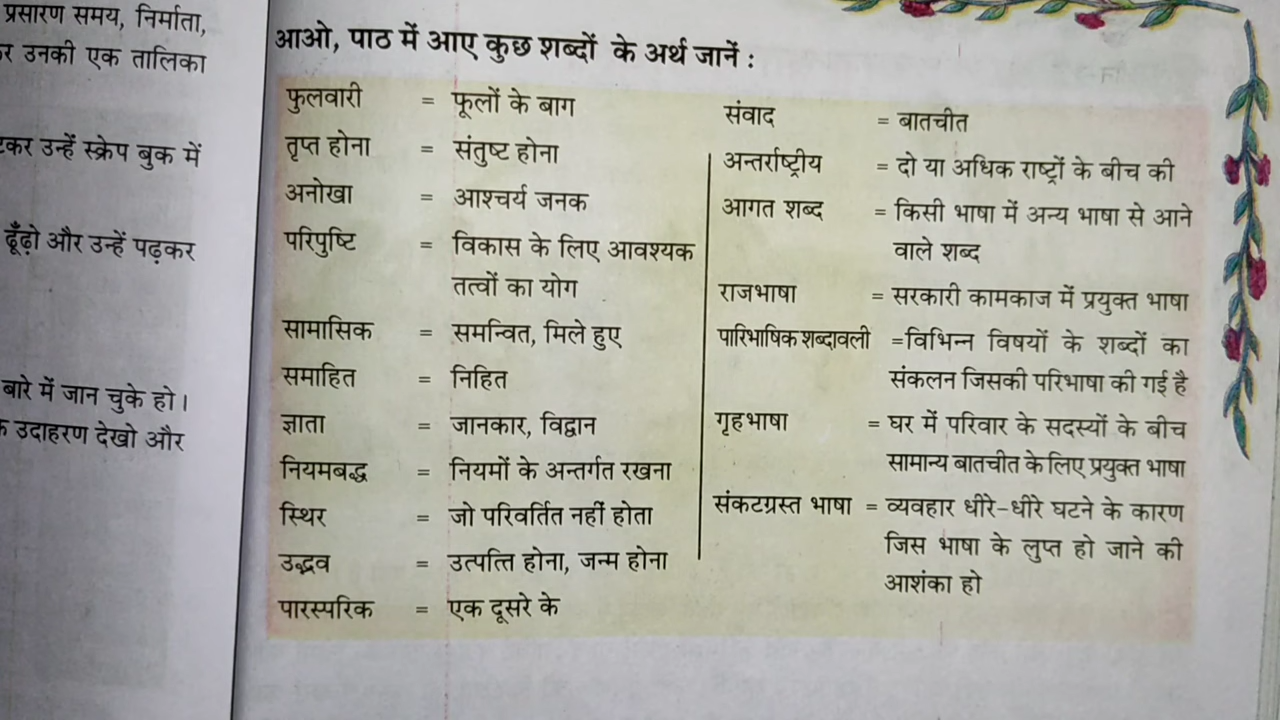 प्रसारण समय, निर्माता,
उनकी एक तालिका
उन्हें स्क्रेप बुक में
ढूँढ़ो और उन्हें पढ़कर
बारे में जान चुके हो।
उदाहरण देखो और
आओ, पाठ में आए कुछ शब्दों के अर्थ जानें :
फुलवारी = फूलों के बाग
तृप्त होना = संतुष्ट होना
अनोखा = आश्चर्य जनक
परिपुष्टि = विकास के लिए आवश्यक
तत्वों का योग
सामासिक = समन्वित, मिले हुए
समाहित = निहित
ज्ञाता = जानकार, विद्वान
नियमबद्ध = नियमों के अन्तर्गत रखना
स्थिर = जो परिवर्तित नहीं होता
उद्भव = उत्पत्ति होना, जन्म होना
पारस्परिक = एक दूसरे के
संवाद = बातचीत
अन्तर्राष्ट्रीय = दो या अधिक राष्ट्रों के बीच की
आगत शब्द = किसी भाषा में अन्य भाषा से आने
वाले शब्द
राजभाषा = सरकारी कामकाज में प्रयुक्त भाषा
पारिभाषिक शब्दावली =विभिन्न विषयों के शब्दों का
संकलन जिसकी परिभाषा की गई है
गृहभाषा = घर में परिवार के सदस्यों के बीच
सामान्य बातचीत के लिए प्रयुक्त भाषा
संकटग्रस्त भाषा = व्यवहार धीरे-धीरे घटने के कारण
जिस भाषा के लुप्त हो जाने की
आशंका हो